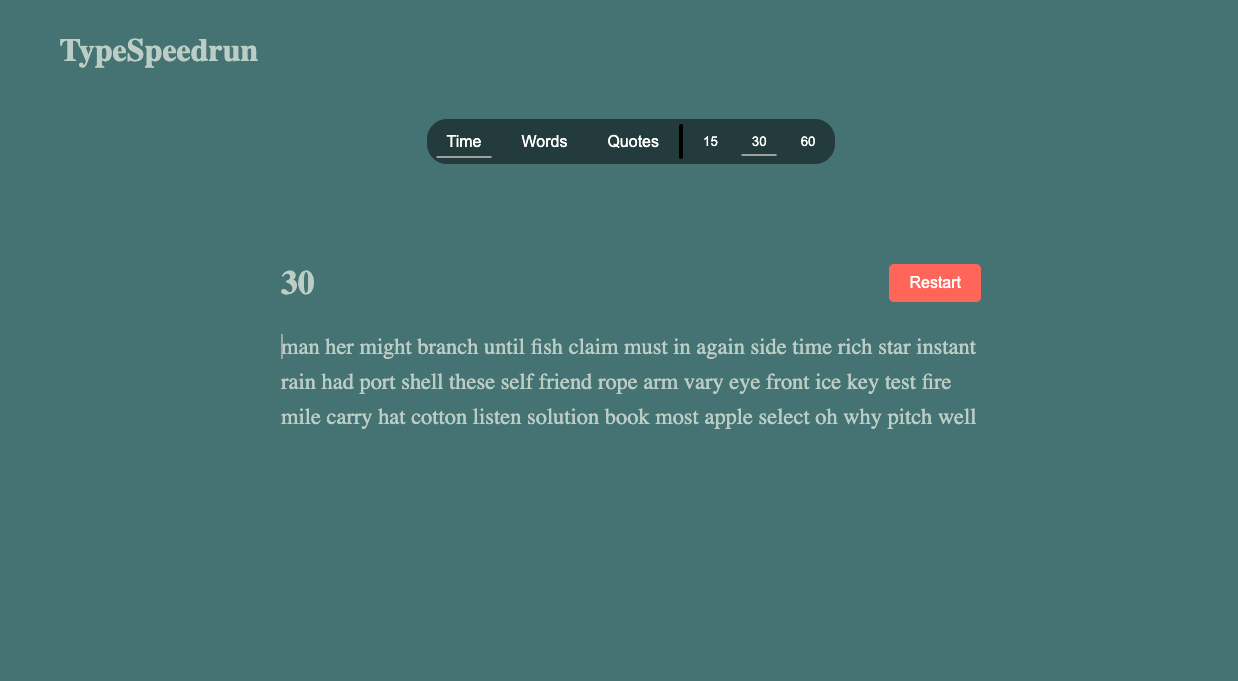 TypeSpeedrun
Time Words Quotes 15 30 60
30 Restart
man her might branch until fish claim must in again side time rich star instant
rain had port shell these self friend rope arm vary eye front ice key test fire
mile carry hat cotton listen solution book most apple select oh why pitch well